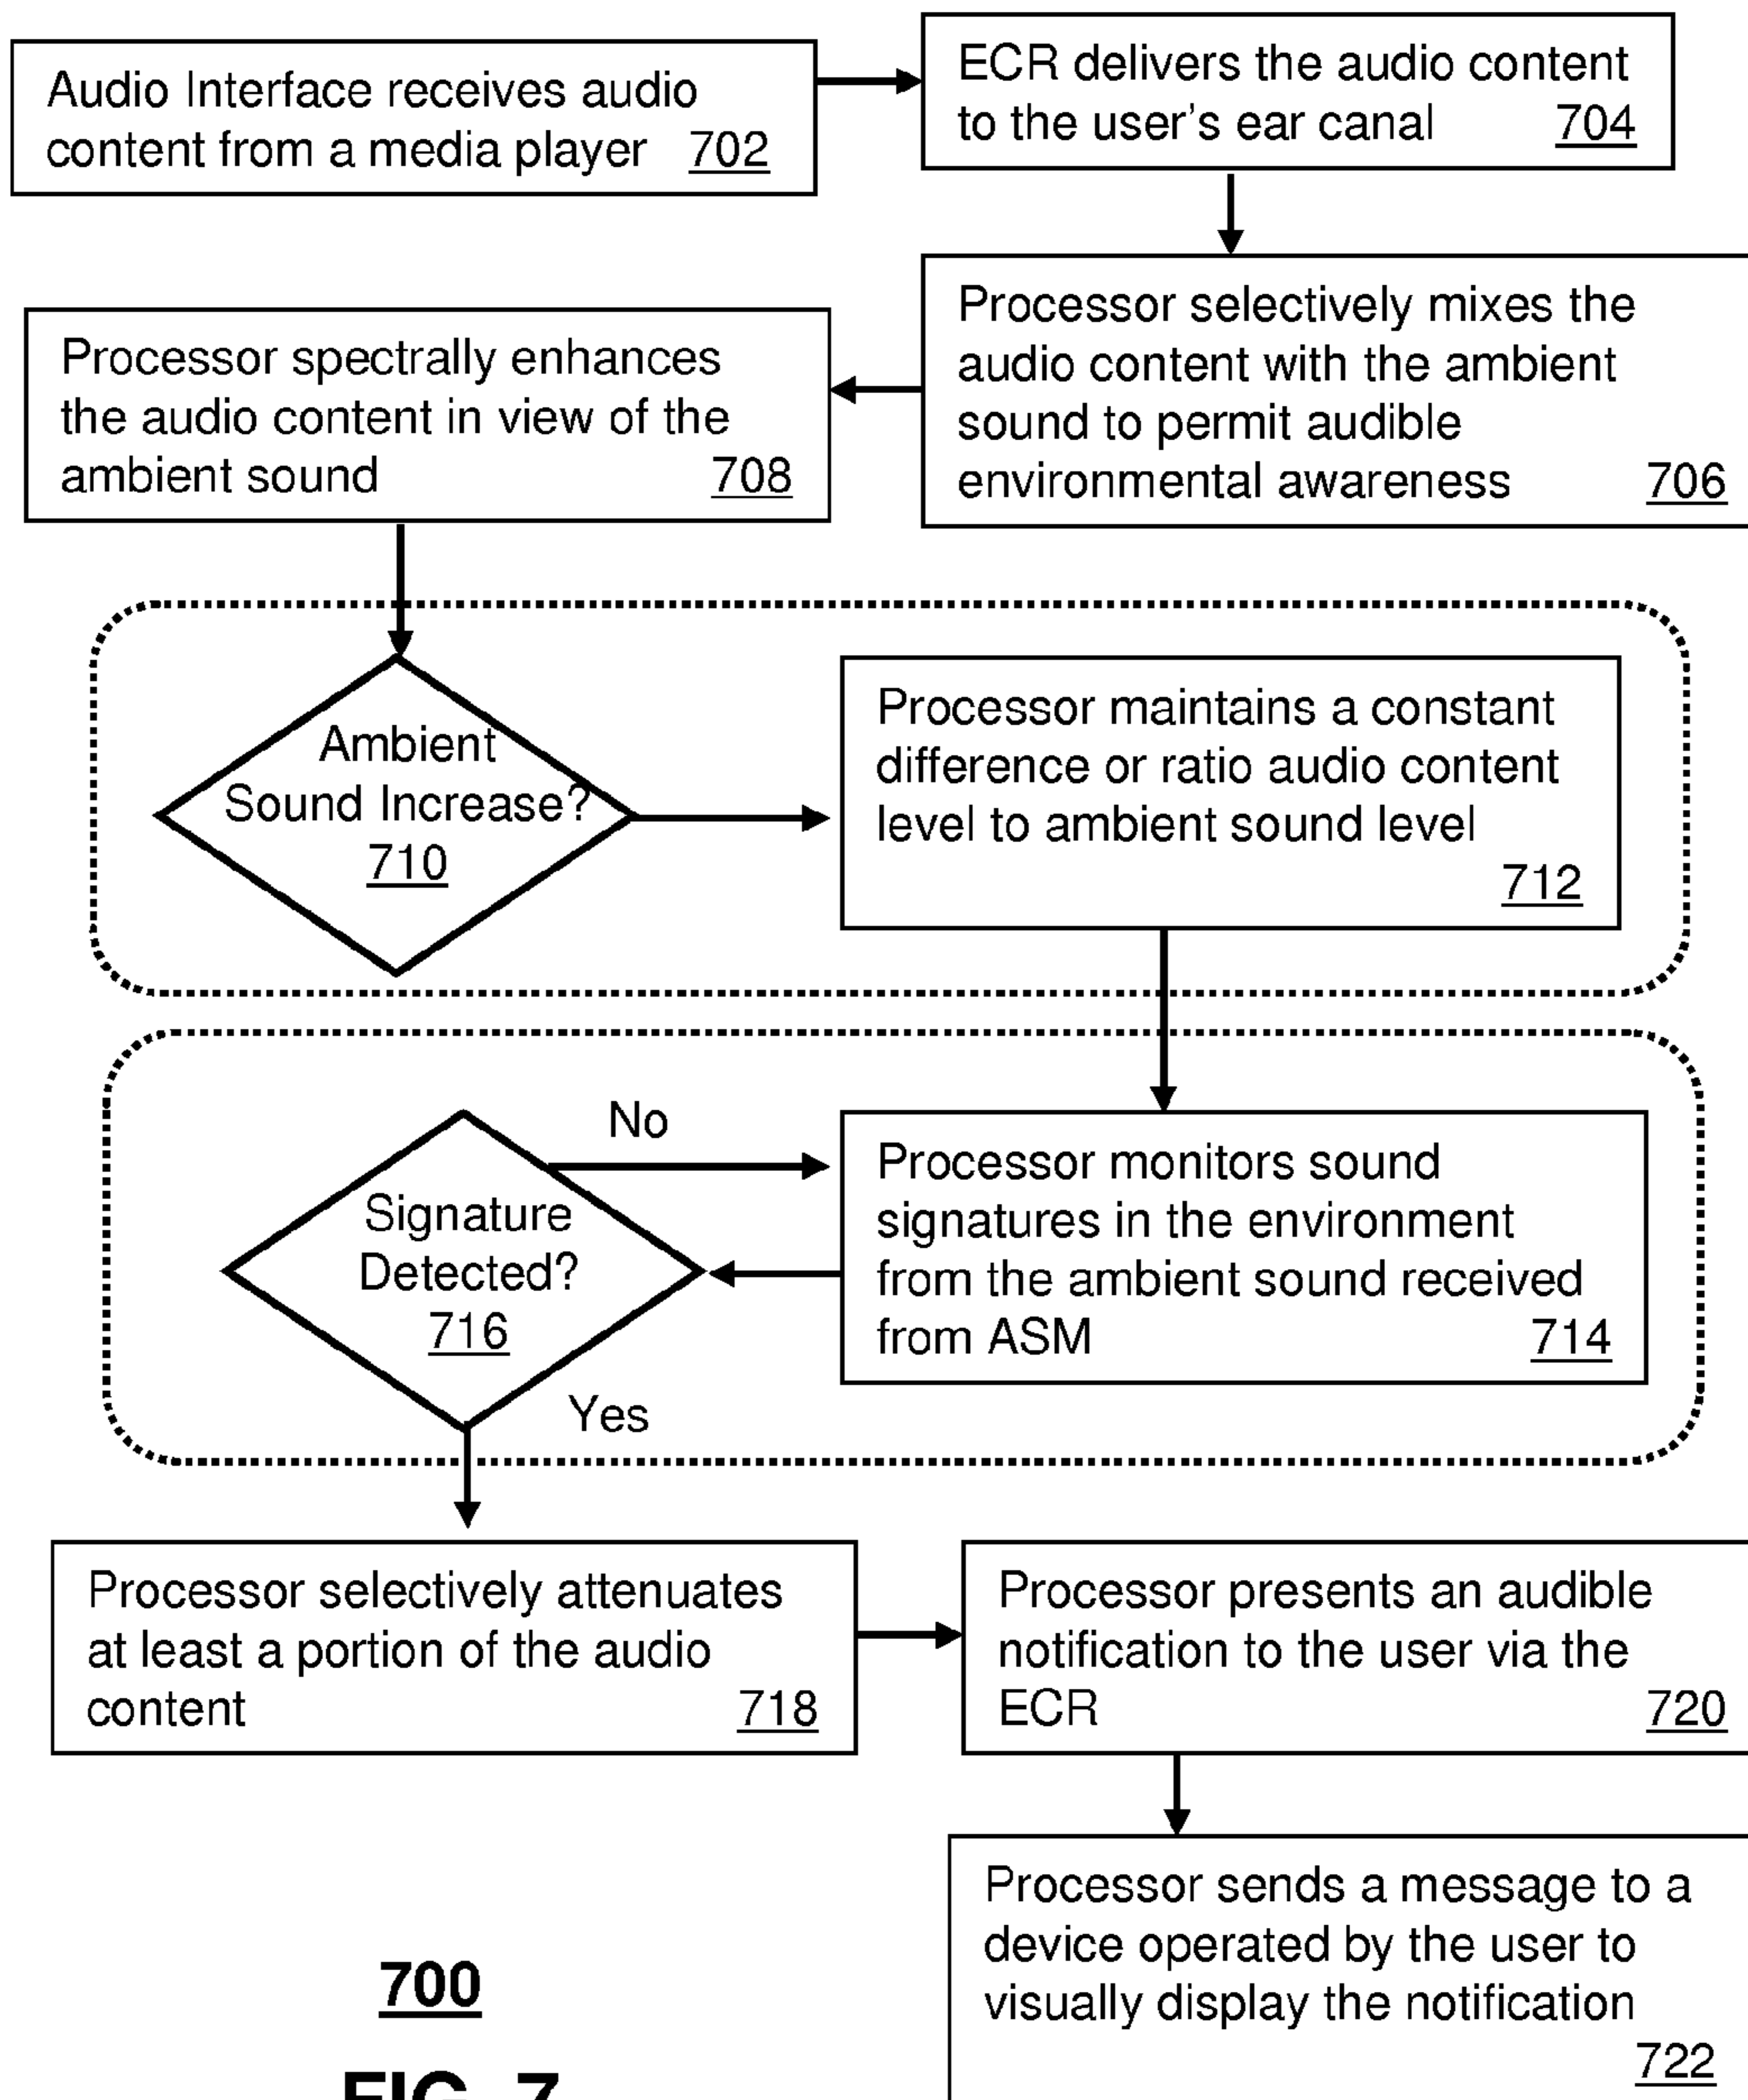 Audio Interface receives audio
content from a media player 702
ECR delivers the audio content
to the user's ear canal 704
Processor selectively mixes the
audio content with the ambient
sound to permit audible
environmental awareness 706
Processor spectrally enhances
the audio content in view of the
ambient sound 708
Ambient
Sound Increase?
710
Processor maintains a constant
difference or ratio audio content
level to ambient sound level
712
No
Processor monitors sound
signatures in the environment
from the ambient sound received
from ASM 714
Signature
Detected?
716
Yes
Processor selectively attenuates
at least a portion of the audio
content 718
Processor presents an audible
notification to the user via the
ECR 720
Processor sends a message to a
device operated by the user to
visually display the notification
722
700
FIG. 7